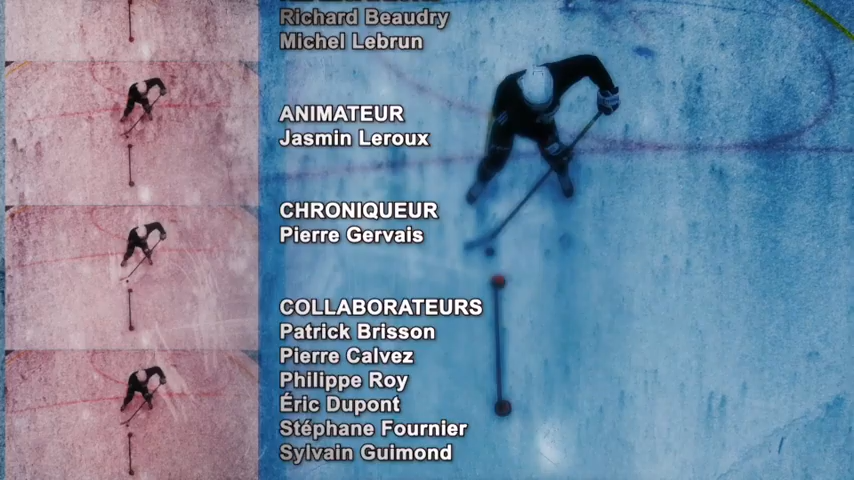 Richard Beaudry
Michel Lebrun
ANIMATEUR
Jasmin Leroux
CHRONIQUEUR
Pierre Gervais
COLLABORATEURS
Patrick Brisson
Pierre Calvez
Philippe Roy
Éric Dupont
Stéphane Fournier
Sylvain Guimond